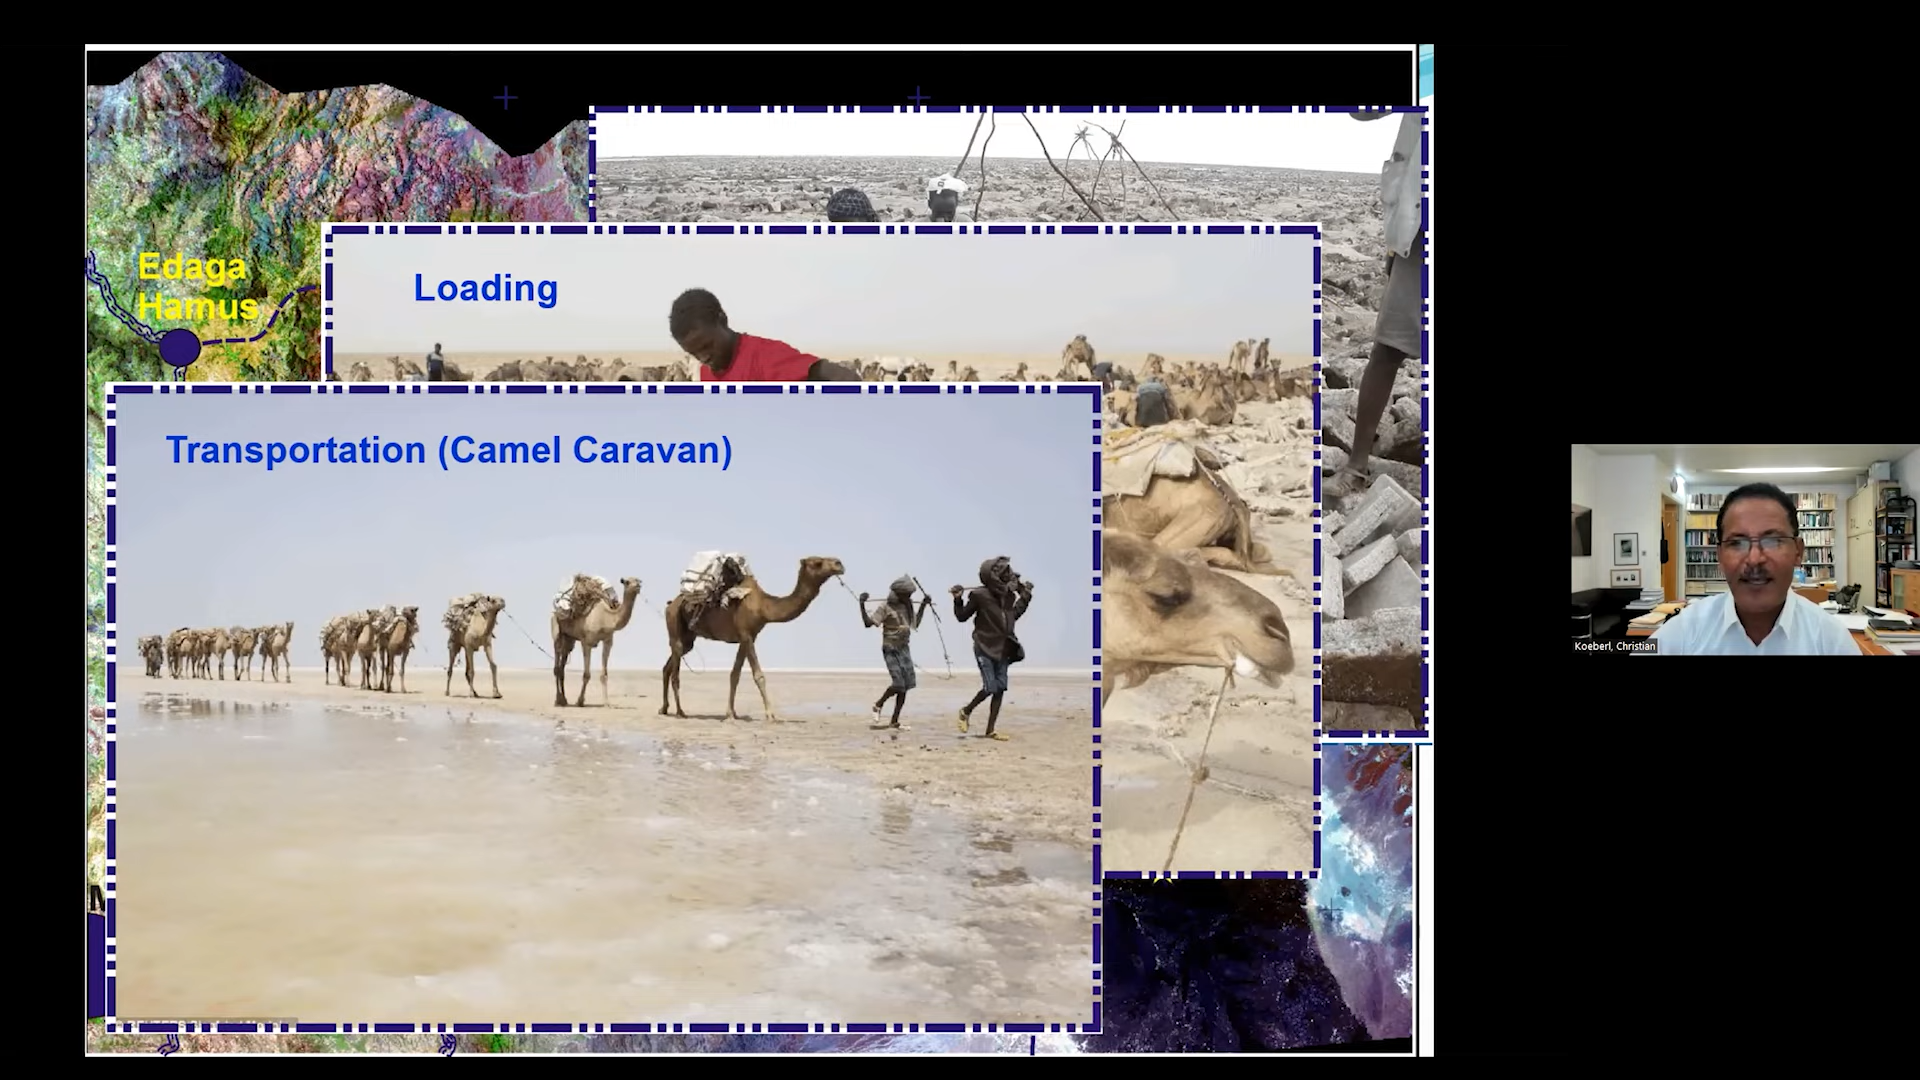 Edaga
Hamus
Loading
Transportation (Camel Caravan)
Koeberl, Christian